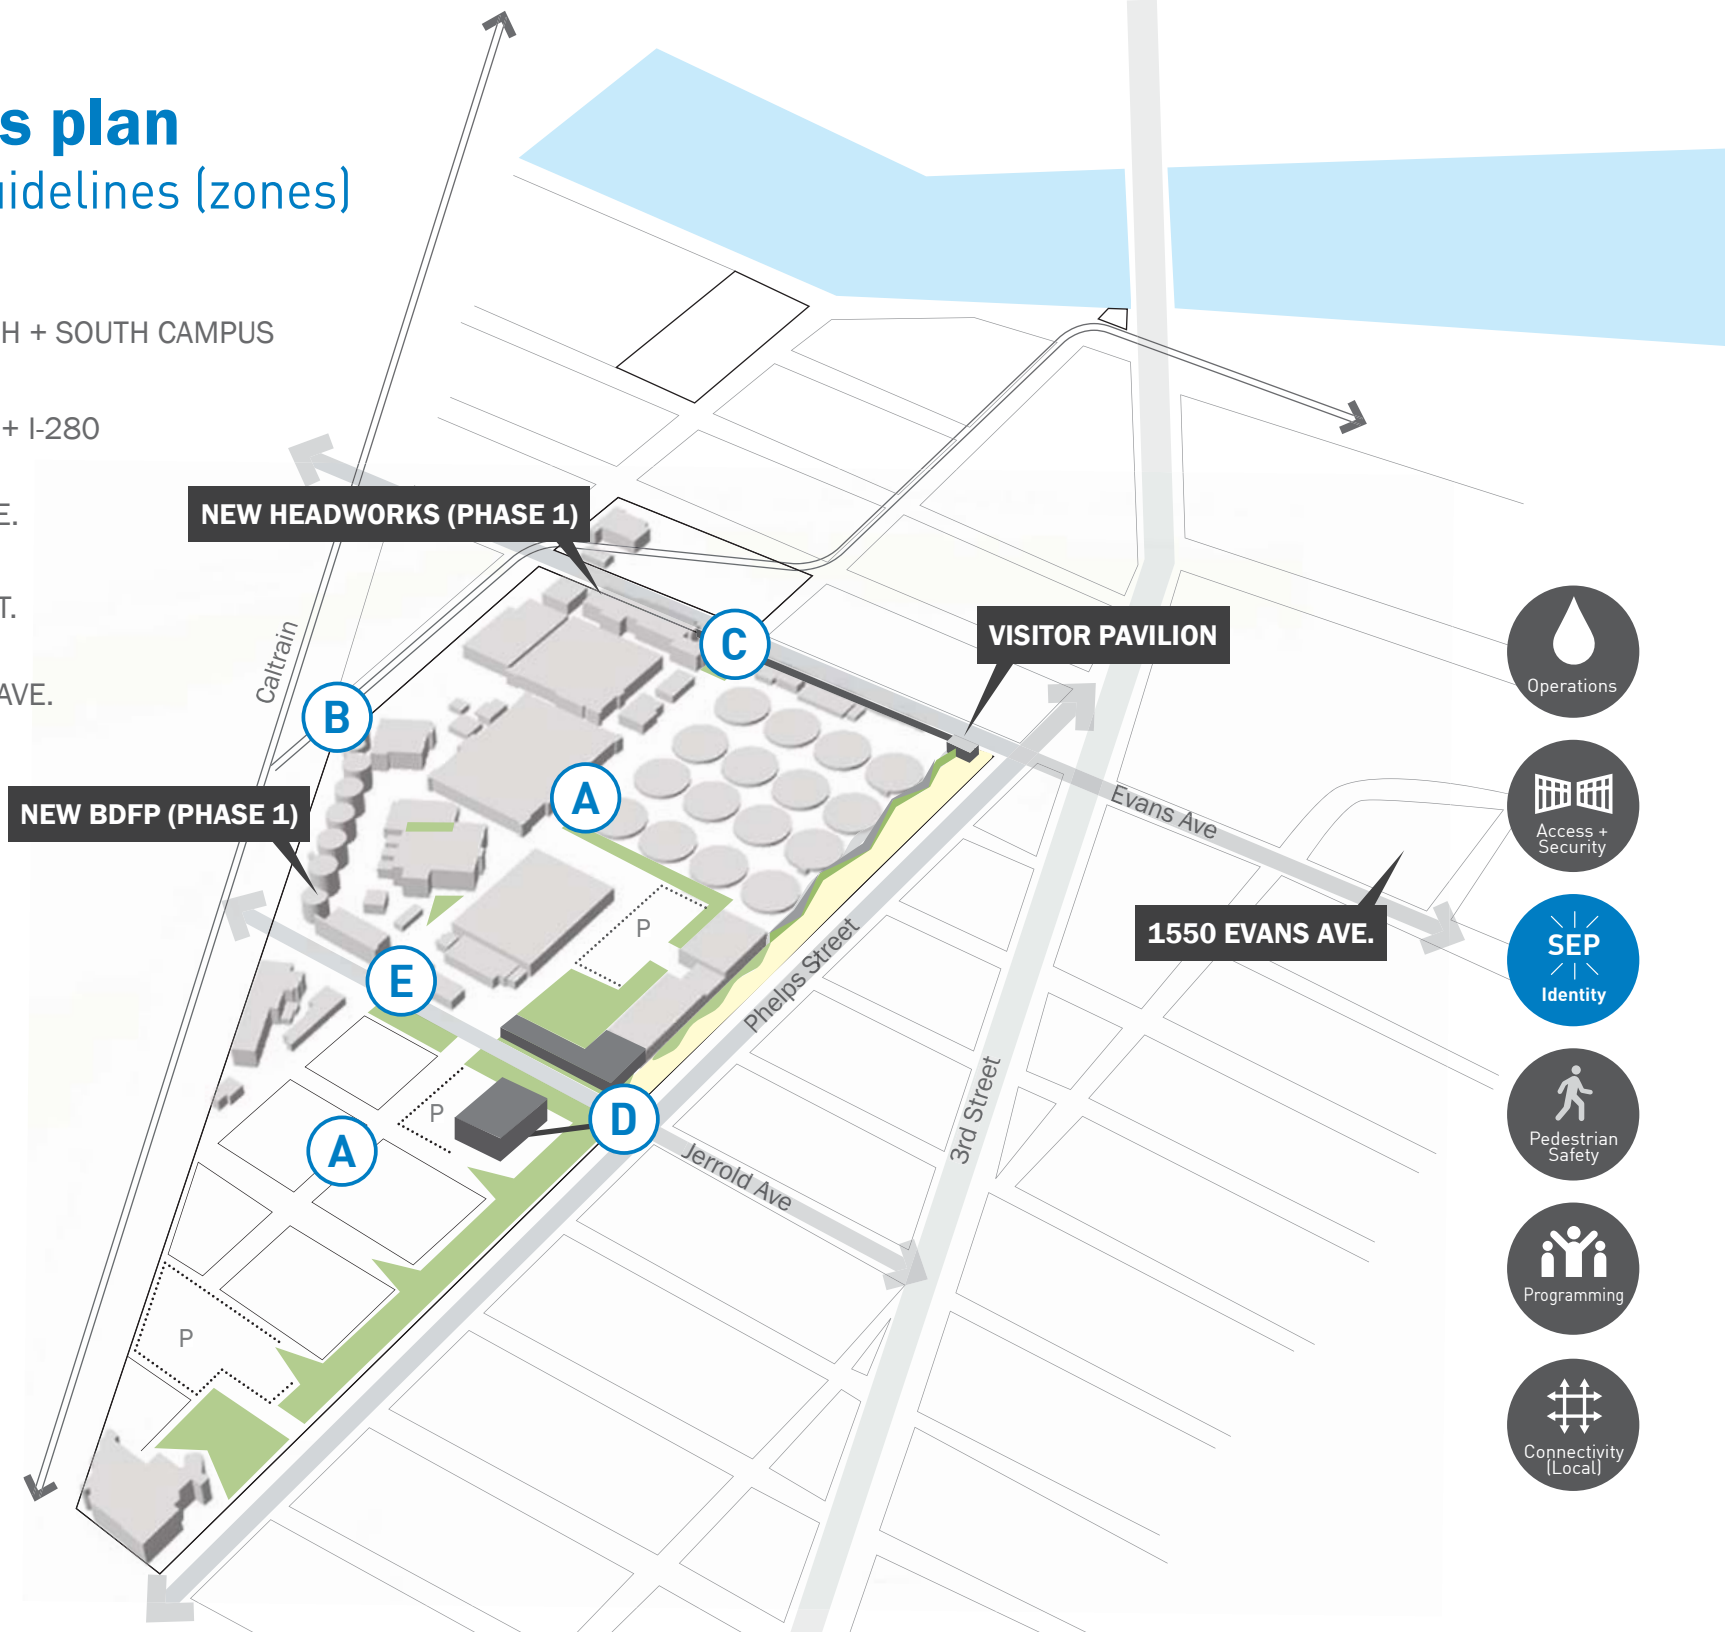 s plan
uidelines (zones)
H + SOUTH CAMPUS
+ I-280
E.
T.
AVE.
NEW HEADWORKS (PHASE 1)
Caltrain
C
VISITOR PAVILION
B
A
NEW BDFP (PHASE 1)
Evans Ave
1550 EVANS AVE.
P
Phelps Street
E
P
D
3rd Street
A
Jerrold Ave
P
Operations
Access +
Security
SEP
Identity
Pedestrian
Safety
Programming
Connectivity
(Local)